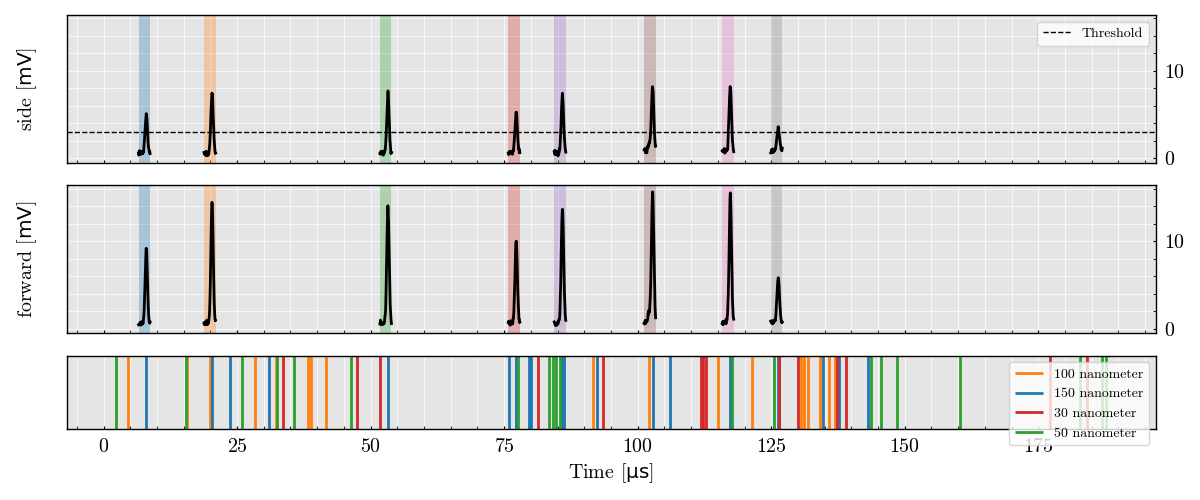 side [mV]
Threshold
10
0
forward [mV]
10
0
100 nanometer
150 nanometer
30 nanometer
50 nanometer
0 25 50 75 100 125 150 175
Time [µs]